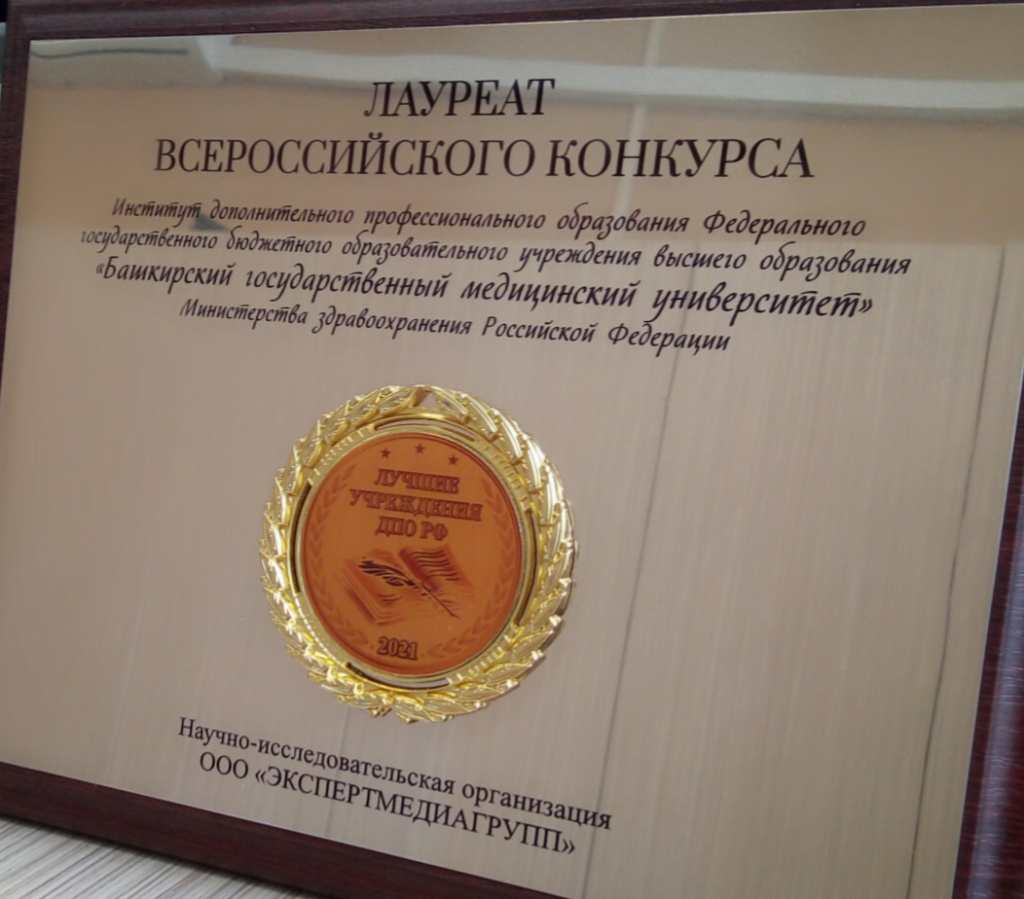 ЛАУРЕАТ
ВСЕРОССИЙСКОГО КОНКУРСА
Институт дополнительного профессионального образования Федерального
государственного бюджетного образовательного учреждения высшего образования
«Башкирский государственный медицинский университет»
Министерства здравоохранения Российской Федерации
ЛУЧШИЕ
УЧРЕЖДЕНИЯ
ДПО РФ
2021
Научно-исследовательская организация
ООО «ЭКСПЕРТМЕДИАГРУПП»